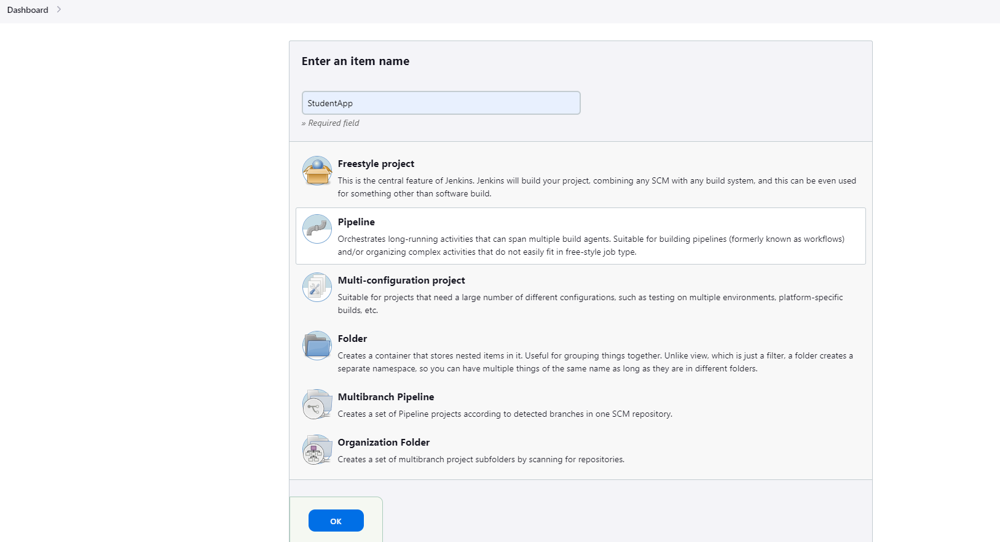 Dashboard
Enter an item name
StudentApp
» Required field
Freestyle project
This is the central feature of Jenkins. Jenkins will build your project, combining any SCM with any build system, and this can be even used
for something other than software build.
Pipeline
Orchestrates long-running activities that can span multiple build agents. Suitable for building pipelines (formerly known as workflows)
and/or organizing complex activities that do not easily fit in free-style job type.
Multi-configuration project
Suitable for projects that need a large number of different configurations, such as testing on multiple environments, platform-specific
builds, etc.
Folder
Creates a container that stores nested items in it. Useful for grouping things together. Unlike view, which is just a filter, a folder creates a
separate namespace, so you can have multiple things of the same name as long as they are in different folders.
Multibranch Pipeline
Creates a set of Pipeline projects according to detected branches in one SCM repository.
Organization Folder
Creates a set of multibranch project subfolders by scanning for repositories.
OK